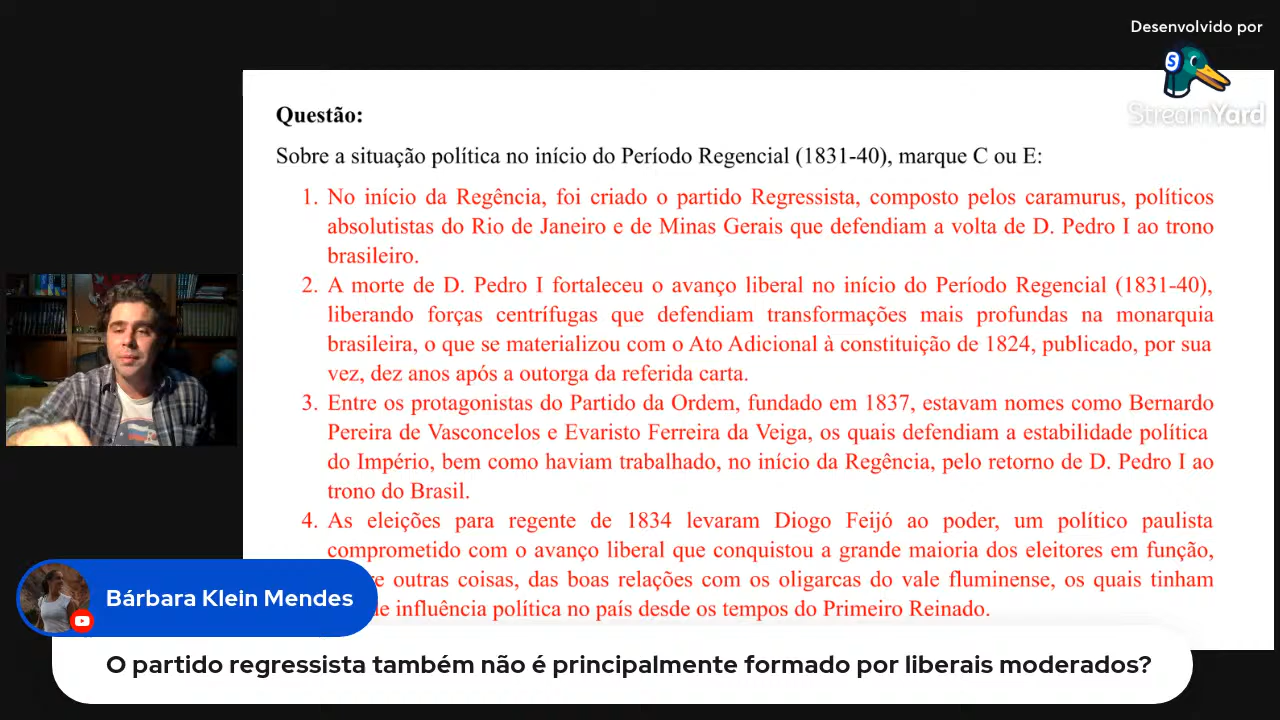 Desenvolvido por
S
StreamYard
Questão:
Sobre a situação política no início do Período Regencial (1831-40), marque C ou E:
1. No início da Regência, foi criado o partido Regressista, composto pelos caramurus, políticos
absolutistas do Rio de Janeiro e de Minas Gerais que defendiam a volta de D. Pedro I ao trono
brasileiro.
2. A morte de D. Pedro I fortaleceu o avanço liberal no início do Período Regencial (1831-40),
liberando forças centrífugas que defendiam transformações mais profundas na monarquia
brasileira, o que se materializou com o Ato Adicional à constituição de 1824, publicado, por sua
vez, dez anos após a outorga da referida carta.
3. Entre os protagonistas do Partido da Ordem, fundado em 1837, estavam nomes como Bernardo
Pereira de Vasconcelos e Evaristo Ferreira da Veiga, os quais defendiam a estabilidade política
do Império, bem como haviam trabalhado, no início da Regência, pelo retorno de D. Pedro I ao
trono do Brasil.
4. As eleições para regente de 1834 levaram Diogo Feijó ao poder, um político paulista
comprometido com o avanço liberal que conquistou a grande maioria dos eleitores em função,
outras coisas, das boas relações com os oligarcas do vale fluminense, os quais tinham
influência política no país desde os tempos do Primeiro Reinado.
Bárbara Klein Mendes
O partido regressista também não é principalmente formado por liberais moderados?